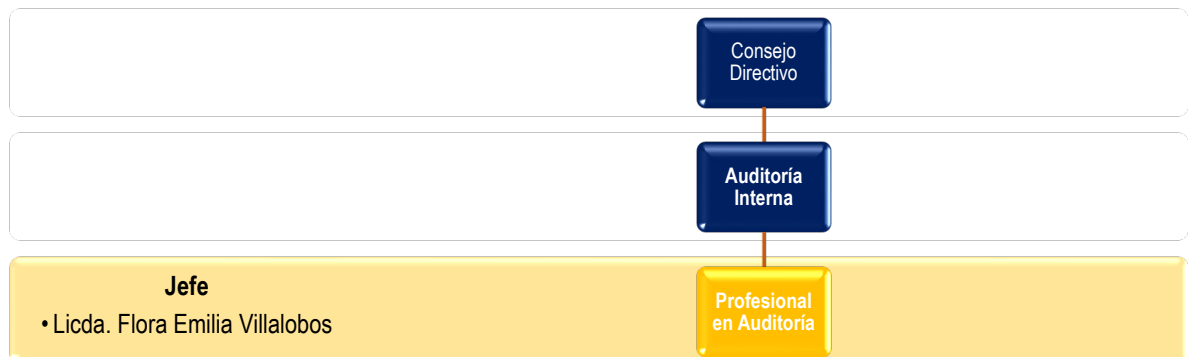 Consejo
Directivo
Auditoría
Interna
Jefe
• Licda. Flora Emilia Villalobos
Profesional
en Auditoría